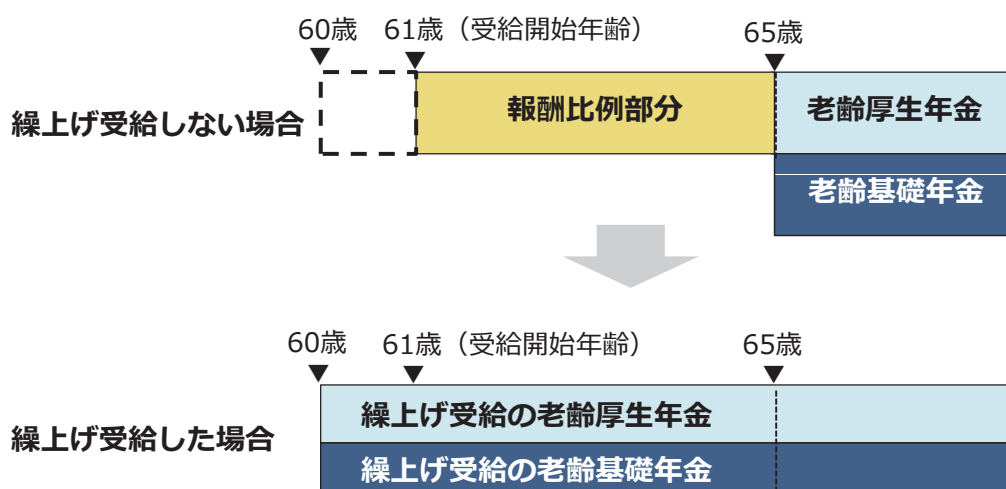 60歳 61歳（受給開始年齢） 65歳
繰上げ受給しない場合 報酬比例部分 老齢厚生年金
老齢基礎年金
60歳 61歳（受給開始年齢） 65歳
繰上げ受給の老齢厚生年金
繰上げ受給した場合
繰上げ受給の老齢基礎年金